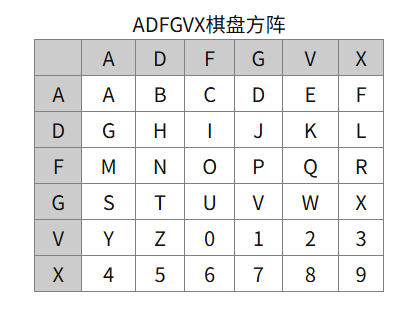 ADFGVX棋盘方阵
A D F G V X
A A B C D E F
D G H I J K L
F M N O P Q R
G S T U V W X
V Y Z 0 1 2 3
X 4 5 6 7 8 9